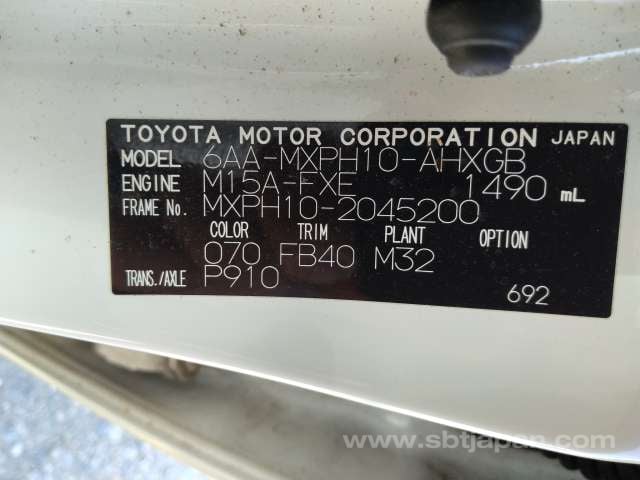 TOYOTA MOTOR CORPORATION JAPAN
MODEL 6AA-MXPH10-AHXGB
ENGINE M15A-FXE 1490 mL
FRAME No. MXPH10-2045200
COLOR TRIM PLANT OPTION
070 FB40 M32
TRANS./AXLE P910
692
www.sbtjapan.com